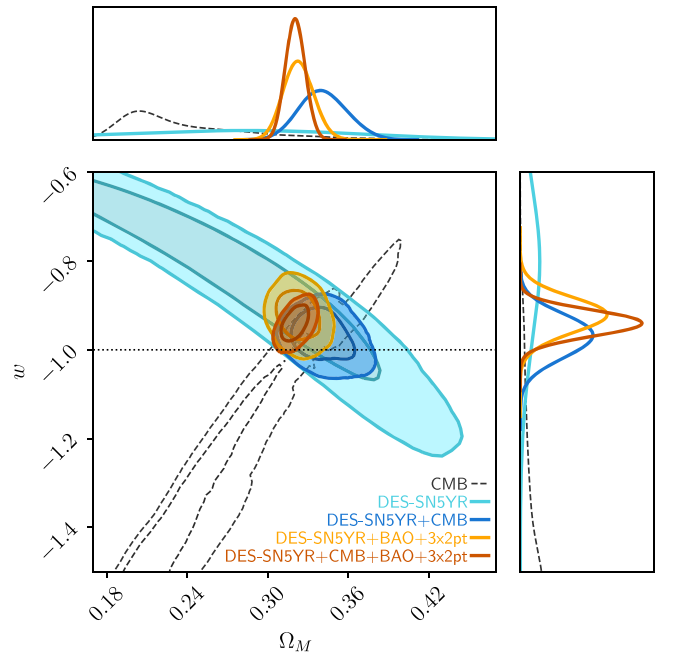 −0.6
−0.8
−1.0
−1.2
−1.4
w
CMB
DES-SN5YR
DES-SN5YR+CMB
DES-SN5YR+BAO+3x2pt
DES-SN5YR+CMB+BAO+3x2pt
0.18
0.24
0.30
0.36
0.42
Ω_M